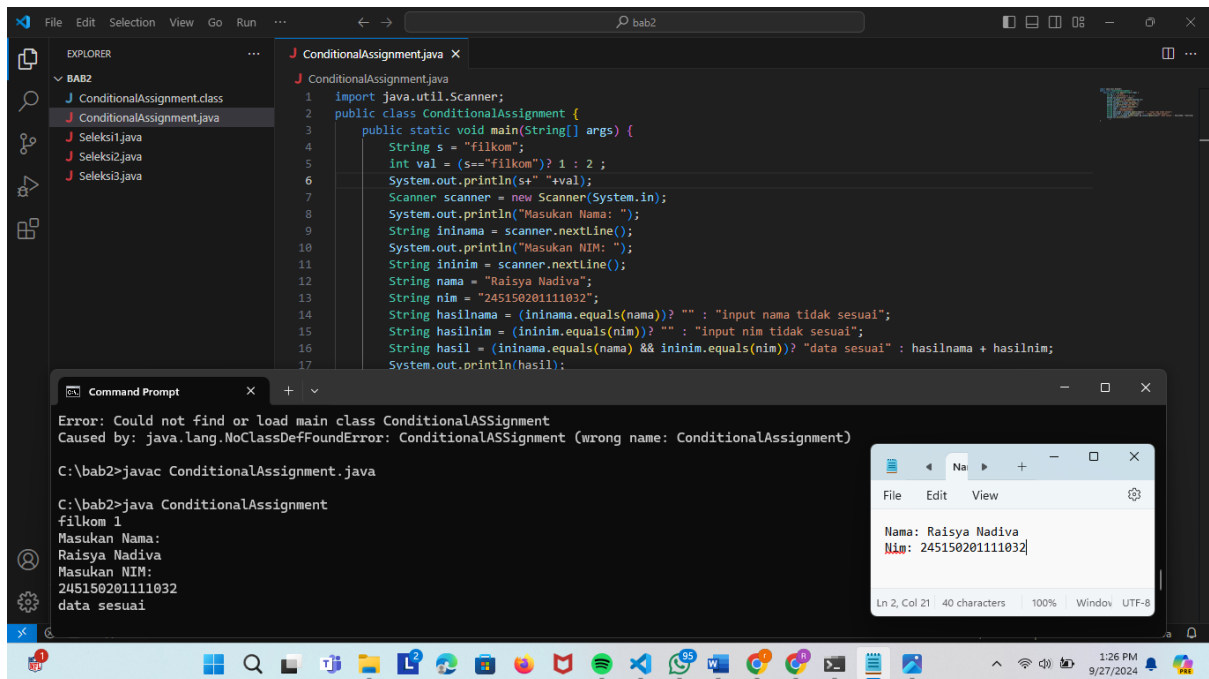 File Edit Selection View Go Run ··· bab2
EXPLORER ···
BAB2
J ConditionalAssignment.class
J ConditionalAssignment.java
J Seleksi1.java
J Seleksi2.java
J Seleksi3.java
J ConditionalAssignment.java
J ConditionalAssignment.java
1 import java.util.Scanner;
2 public class ConditionalAssignment {
3 public static void main(String[] args) {
4 String s = "filkom";
5 int val = (s=="filkom")? 1 : 2 ;
6 System.out.println(s+" "+val);
7 Scanner scanner = new Scanner(System.in);
8 System.out.println("Masukan Nama: ");
9 String ininama = scanner.nextLine();
10 System.out.println("Masukan NIM: ");
11 String ininim = scanner.nextLine();
12 String nama = "Raisya Nadiva";
13 String nim = "245150201111032";
14 String hasilnama = (ininama.equals(nama))? "" : "input nama tidak sesuai";
15 String hasilnim = (ininim.equals(nim))? "" : "input nim tidak sesuai";
16 String hasil = (ininama.equals(nama) && ininim.equals(nim))? "data sesuai" : hasilnama + hasilnim;
17 System.out.println(hasil);
Command Prompt
Error: Could not find or load main class ConditionalASSignment
Caused by: java.lang.NoClassDefFoundError: ConditionalASSignment (wrong name: ConditionalAssignment)
C:\bab2>javac ConditionalAssignment.java
C:\bab2>java ConditionalAssignment
filkom 1
Masukan Nama:
Raisya Nadiva
Masukan NIM:
245150201111032
data sesuai
File Edit View
Nama: Raisya Nadiva
Nim: 245150201111032
Ln 2, Col 21 40 characters 100% Window UTF-8
1:26 PM
9/27/2024